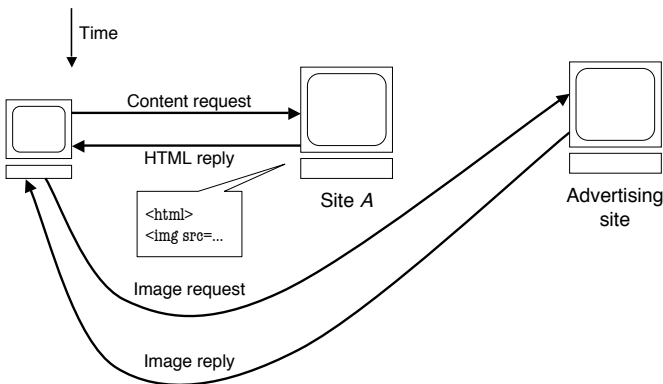 Time
Content request
HTML reply
<html>
<img src=...
Site A
Advertising
site
Image request
Image reply